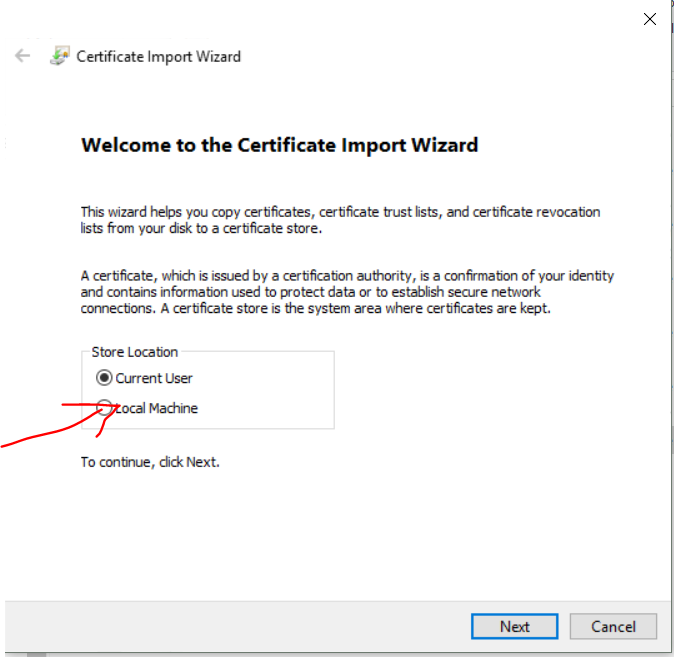 Certificate Import Wizard
Welcome to the Certificate Import Wizard
This wizard helps you copy certificates, certificate trust lists, and certificate revocation
lists from your disk to a certificate store.
A certificate, which is issued by a certification authority, is a confirmation of your identity
and contains information used to protect data or to establish secure network
connections. A certificate store is the system area where certificates are kept.
Store Location
Current User
Local Machine
To continue, click Next.
Next
Cancel